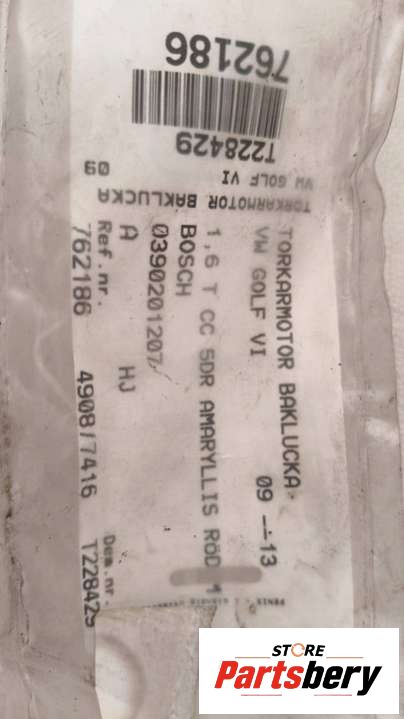 TORKARMOTOR BAKLUCKA
VW GOLF VI 09 -- 13
1,6 T CC 5DR AMARYLLIS RÖD
BOSCH
0390201207
A HJ
Ref.nr. Dem.nr.
762186 4908/7416 T228429
TORKARMOTOR BAKLUCKA 09
VW GOLF VI
T228429
762186
STORE
Partsbery